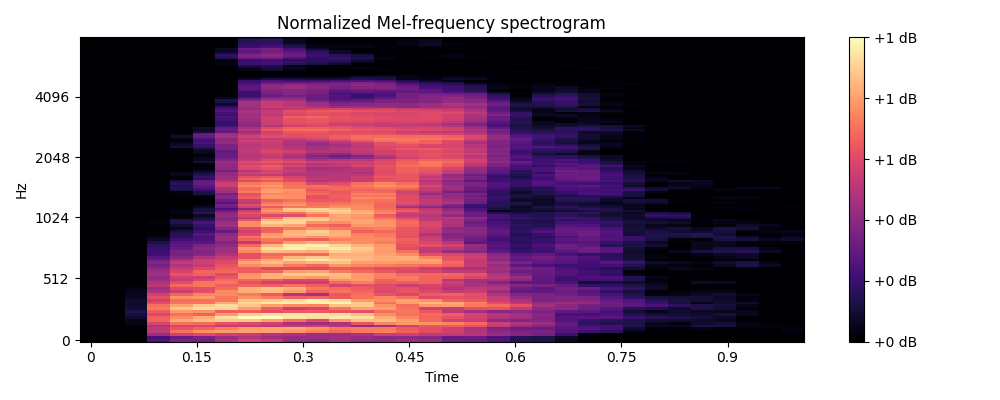 Normalized Mel-frequency spectrogram
Hz
4096
2048
1024
512
0
0 0.15 0.3 0.45 0.6 0.75 0.9
Time
+1 dB
+1 dB
+1 dB
+0 dB
+0 dB
+0 dB